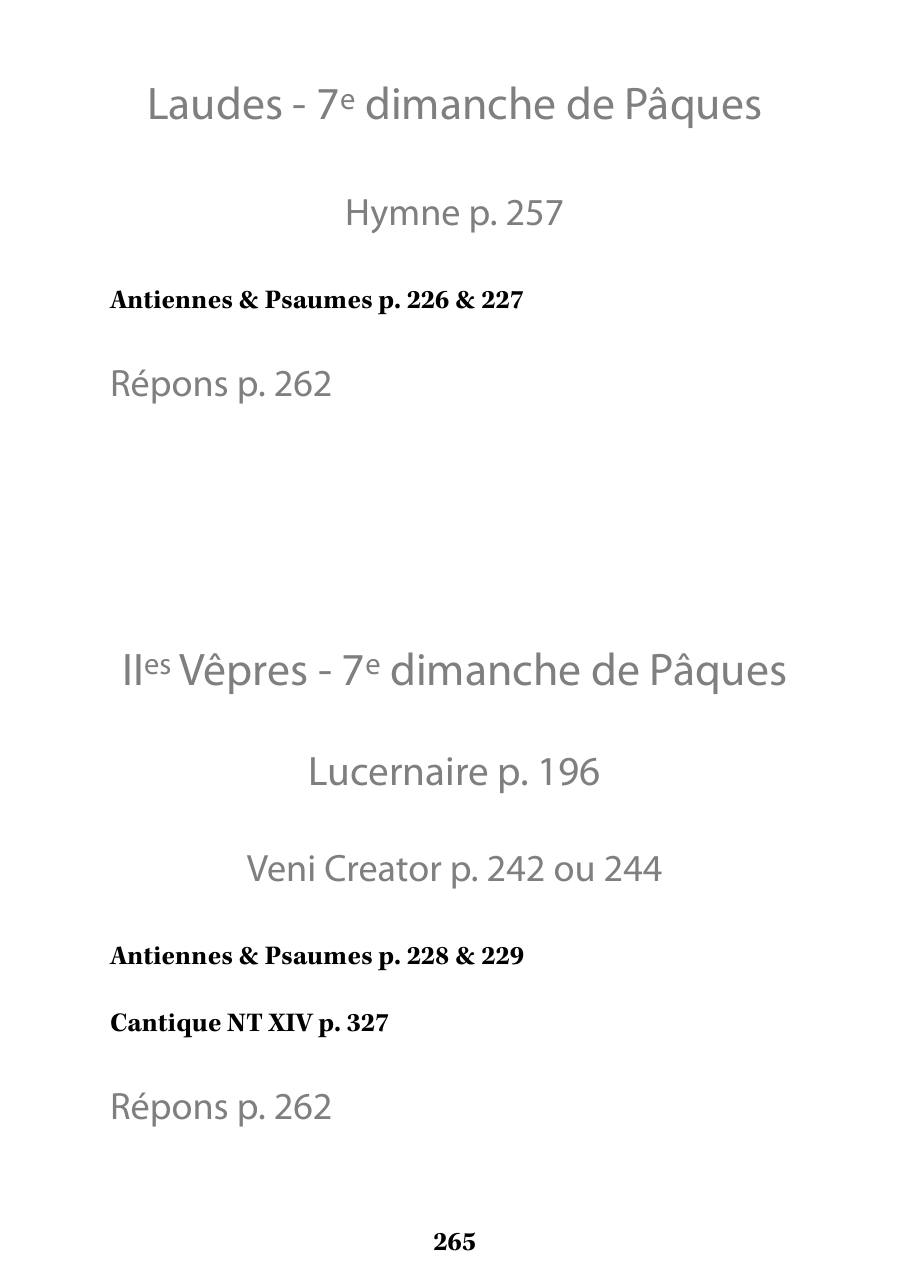 Laudes - 7e dimanche de Pâques
Hymne p. 257
Antiennes & Psaumes p. 226 & 227
Répons p. 262
IIes Vêpres - 7e dimanche de Pâques
Lucernaire p. 196
Veni Creator p. 242 ou 244
Antiennes & Psaumes p. 228 & 229
Cantique NT XIV p. 327
Répons p. 262
265